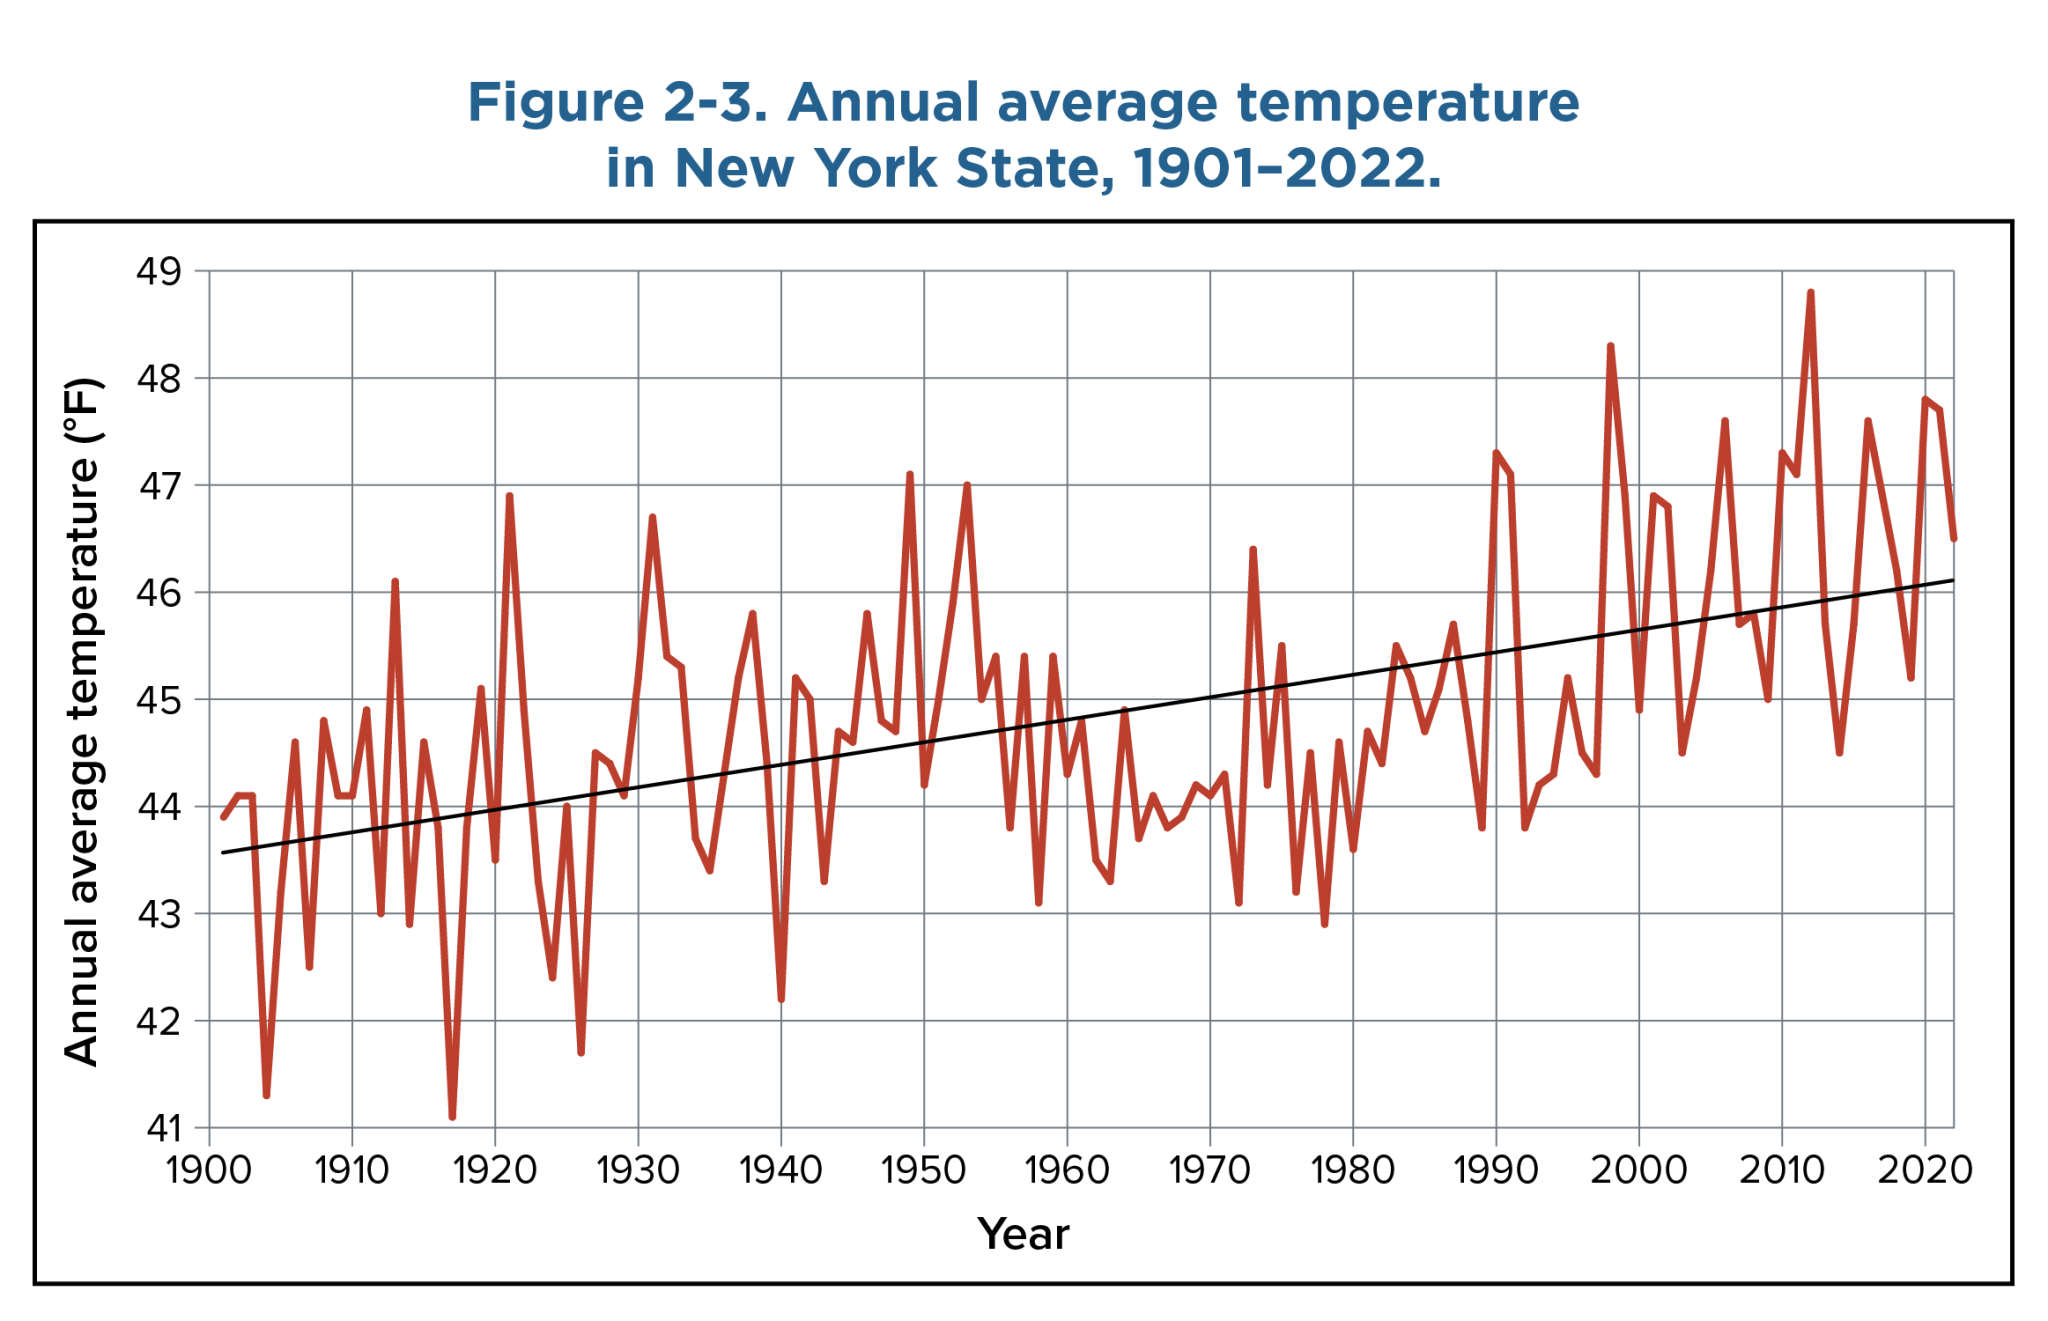 Figure 2-3. Annual average temperature
in New York State, 1901–2022.
Annual average temperature (°F)
49
48
47
46
45
44
43
42
41
1900 1910 1920 1930 1940 1950 1960 1970 1980 1990 2000 2010 2020
Year